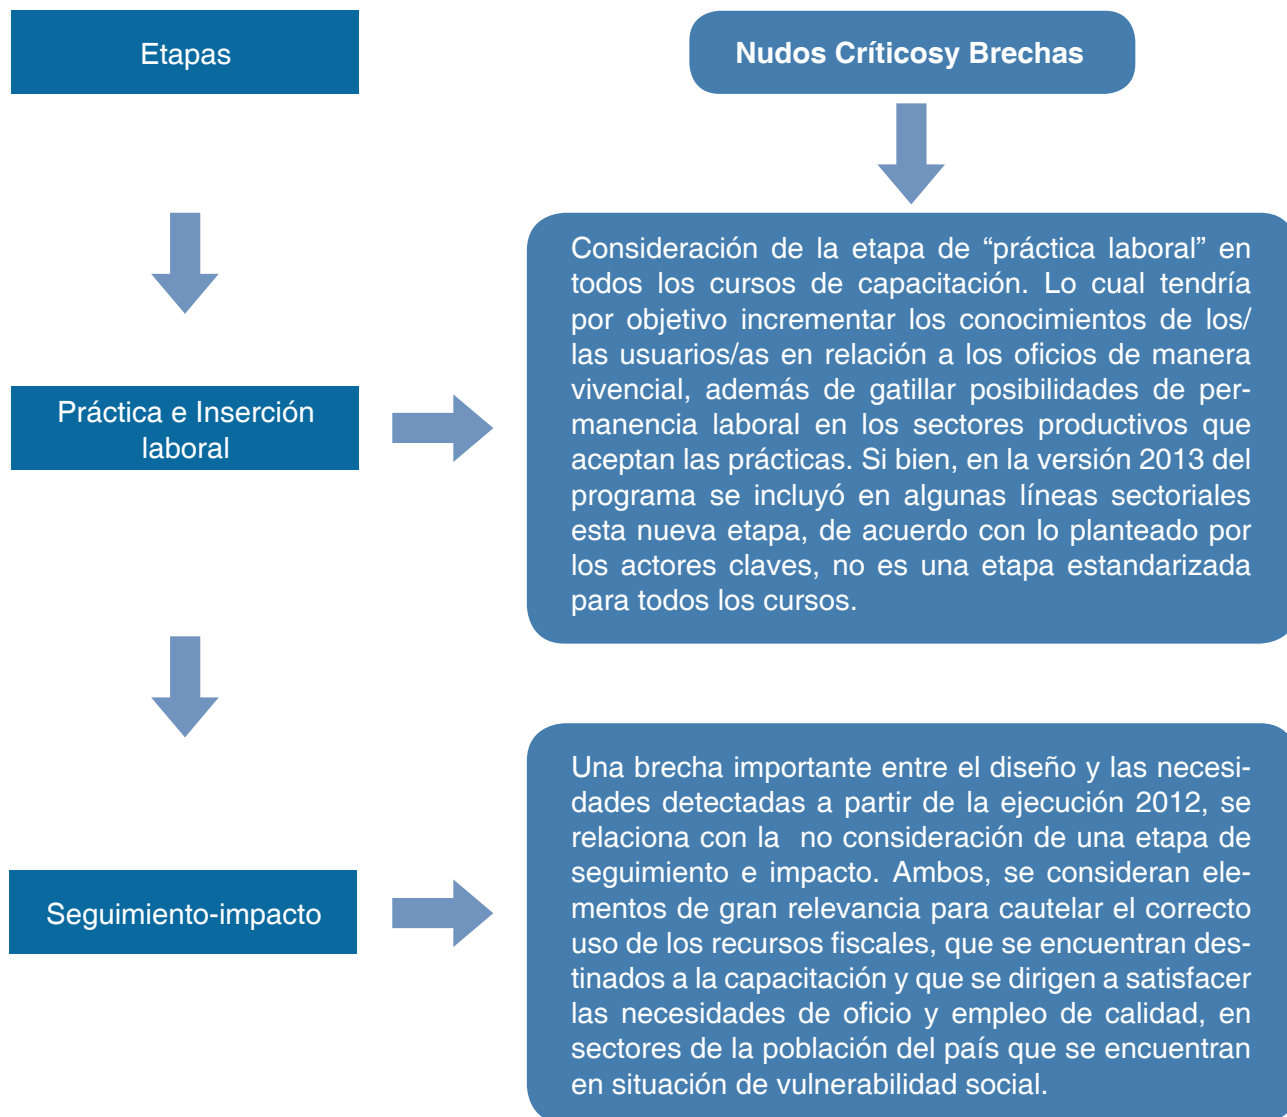 Etapas
Nudos Críticosy Brechas
Práctica e Inserción
laboral
Consideración de la etapa de “práctica laboral” en
todos los cursos de capacitación. Lo cual tendría
por objetivo incrementar los conocimientos de los/
las usuarios/as en relación a los oficios de manera
vivencial, además de gatillar posibilidades de per-
manencia laboral en los sectores productivos que
aceptan las prácticas. Si bien, en la versión 2013 del
programa se incluyó en algunas líneas sectoriales
esta nueva etapa, de acuerdo con lo planteado por
los actores claves, no es una etapa estandarizada
para todos los cursos.
Seguimiento-impacto
Una brecha importante entre el diseño y las necesi-
dades detectadas a partir de la ejecución 2012, se
relaciona con la  no consideración de una etapa de
seguimiento e impacto. Ambos, se consideran ele-
mentos de gran relevancia para cautelar el correcto
uso de los recursos fiscales, que se encuentran des-
tinados a la capacitación y que se dirigen a satisfacer
las necesidades de oficio y empleo de calidad, en
sectores de la población del país que se encuentran
en situación de vulnerabilidad social.